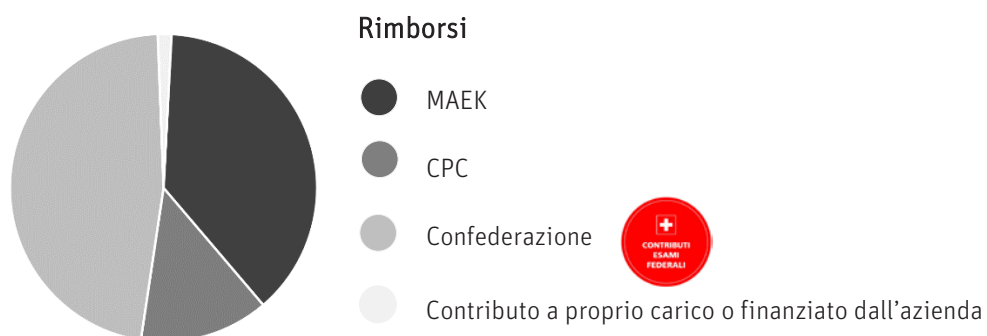 Rimborsi
MAEK
CPC
Confederazione
CONTRIBUTI
ESAMI
FEDERALI
Contributo a proprio carico o finanziato dall'azienda